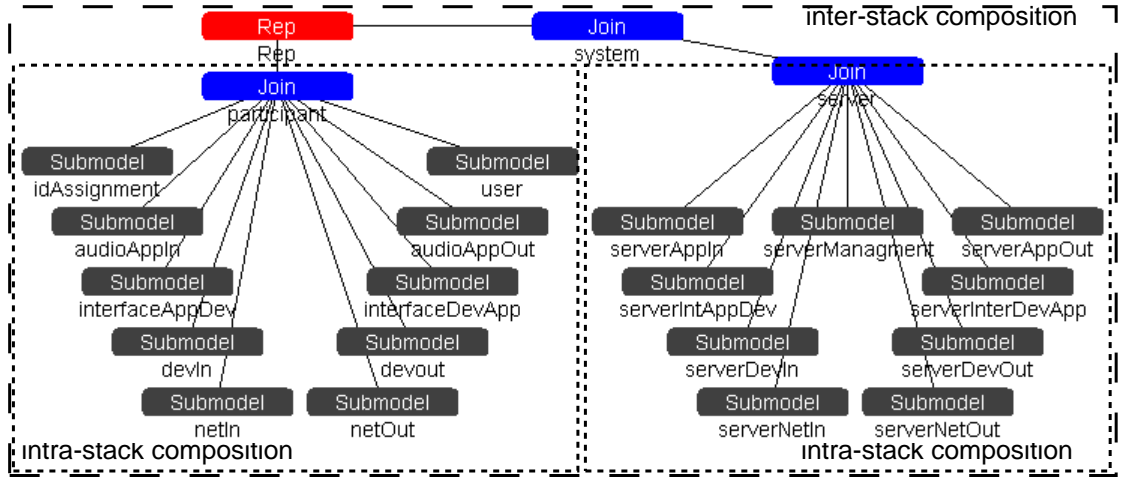 inter-stack composition
Rep
Join
Rep
system
Join
Join
participant
server
Submodel
Submodel
idAssignment
user
Submodel
Submodel
Submodel
Submodel
Submodel
audioAppIn
audioAppOut
serverAppIn
serverManagment
serverAppOut
Submodel
Submodel
Submodel
Submodel
interfaceAppDev
interfaceDevApp
serverIntAppDev
serverInterDevApp
Submodel
Submodel
Submodel
Submodel
devIn
devout
serverDevIn
serverDevOut
Submodel
Submodel
Submodel
Submodel
netIn
netOut
serverNetIn
serverNetOut
intra-stack composition
intra-stack composition